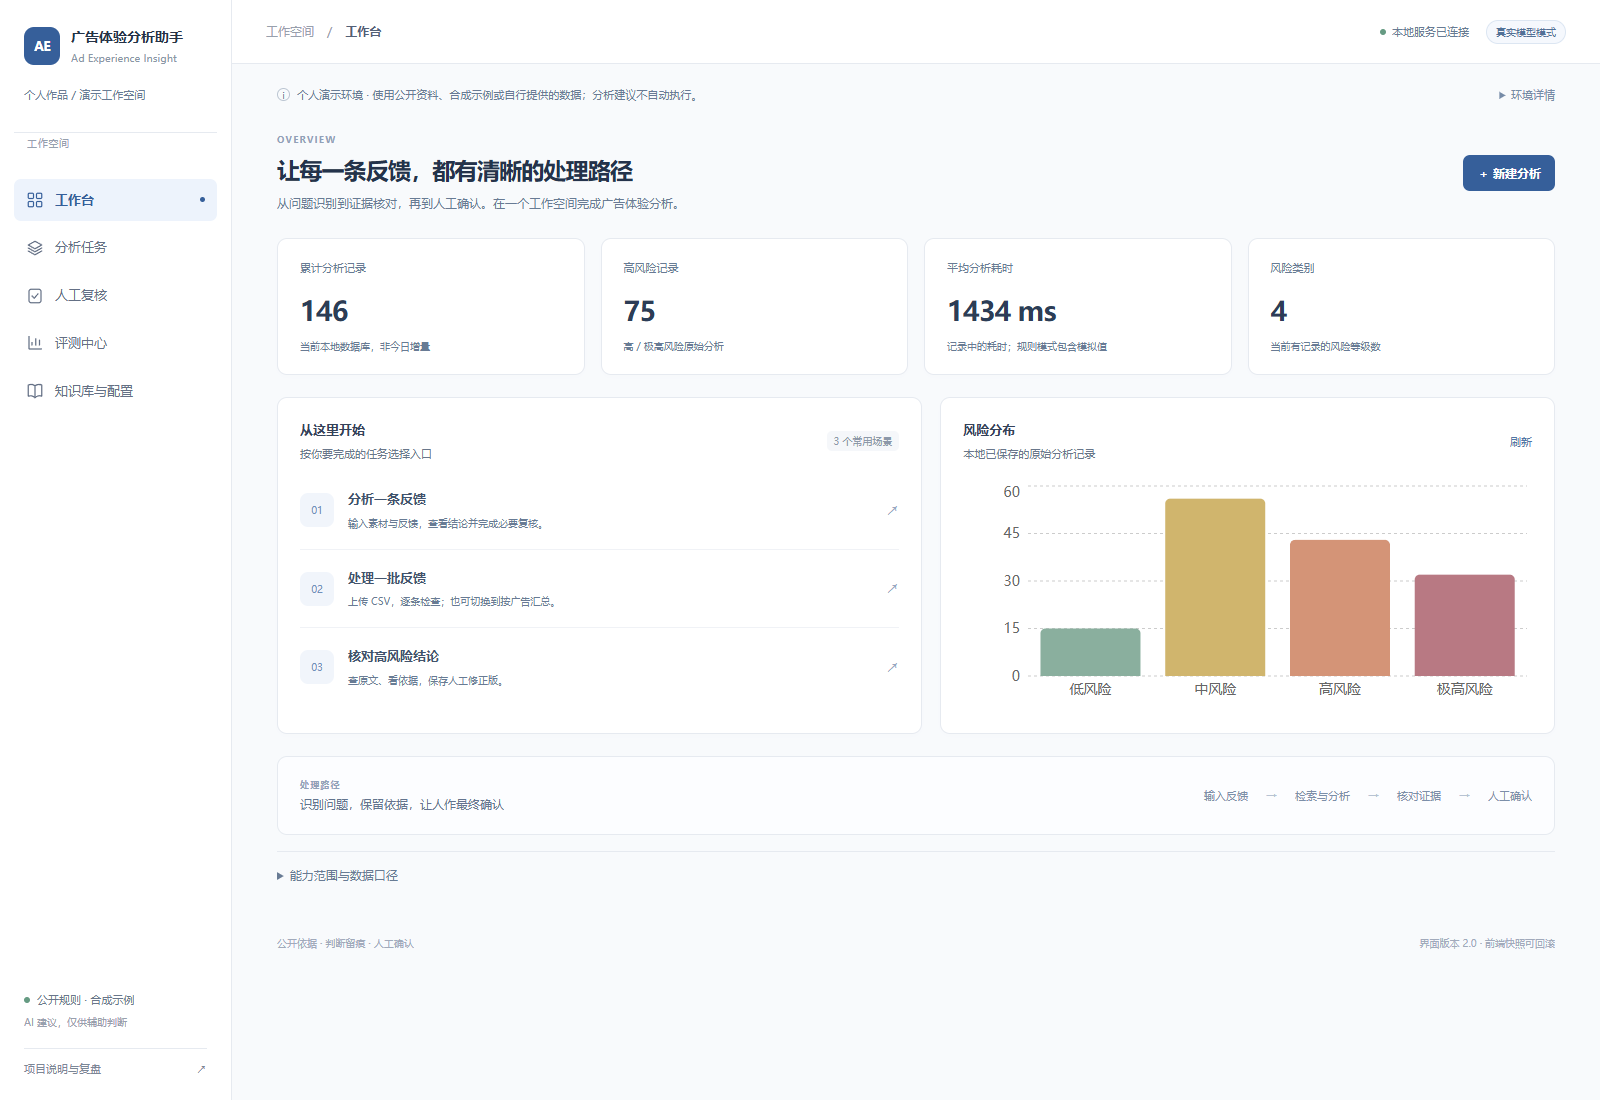 AE
广告体验分析助手
Ad Experience Insight
个人作品 / 演示工作空间
工作空间
工作台
分析任务
人工复核
评测中心
知识库与配置
公开规则 · 合成示例
AI 建议，仅供辅助判断
项目说明与复盘 ↗
工作空间 / 工作台
本地服务已连接
真实模型模式
个人演示环境 · 使用公开资料、合成示例或自行提供的数据；分析建议不自动执行。
▶ 环境详情
OVERVIEW
让每一条反馈，都有清晰的处理路径
从问题识别到证据核对，再到人工确认。在一个工作空间完成广告体验分析。
+ 新建分析
累计分析记录
146
当前本地数据库，非今日增量
高风险记录
75
高 / 极高风险原始分析
平均分析耗时
1434 ms
记录中的耗时；规则模式包含模拟值
风险类别
4
当前有记录的风险等级数
从这里开始
按你要完成的任务选择入口
3 个常用场景
01
分析一条反馈
输入素材与反馈，查看结论并完成必要复核。
↗
02
处理一批反馈
上传 CSV，逐条检查；也可切换到按广告汇总。
↗
03
核对高风险结论
查原文、看依据，保存人工修正版。
↗
风险分布
本地已保存的原始分析记录
刷新
60
45
30
15
0
低风险 中风险 高风险 极高风险
处理路径
识别问题，保留依据，让人作最终确认
输入反馈 → 检索与分析 → 核对证据 → 人工确认
▶ 能力范围与数据口径
公开依据 · 判断留痕 · 人工确认
界面版本 2.0 · 前端快照可回滚